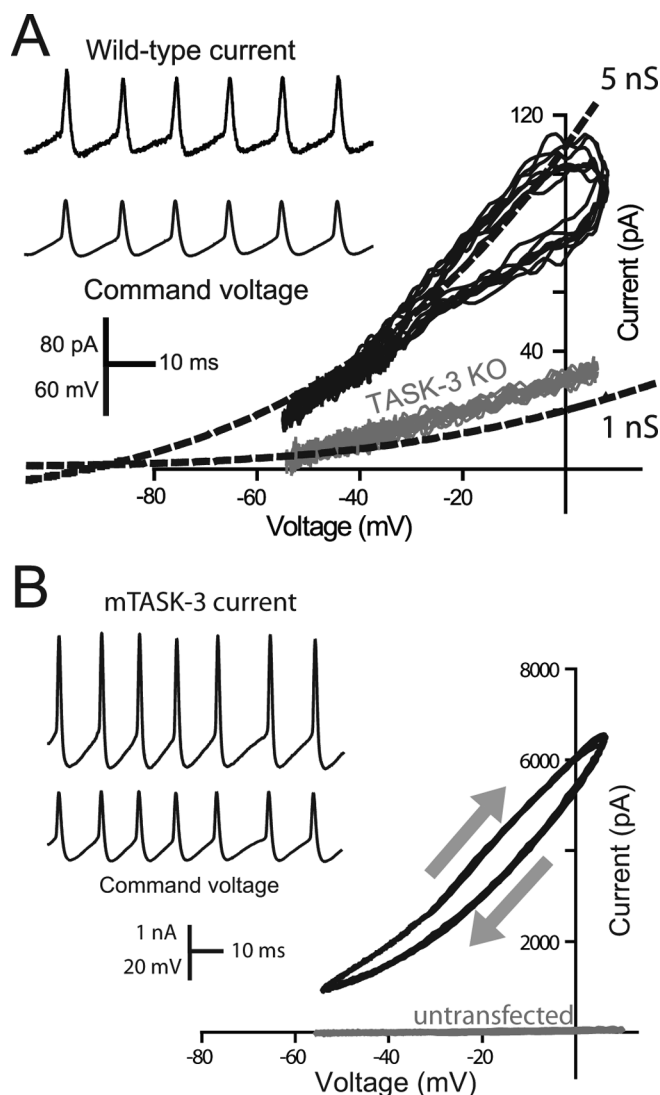 A
Wild-type current
5 nS
120
Command voltage
Current (pA)
80 pA
10 ms
60 mV
40
TASK-3 KO
1 nS
-80
-60
-40
-20
Voltage (mV)
B
mTASK-3 current
8000
6000
Current (pA)
Command voltage
1 nA
10 ms
20 mV
2000
untransfected
-80
-60
-40
-20
Voltage (mV)